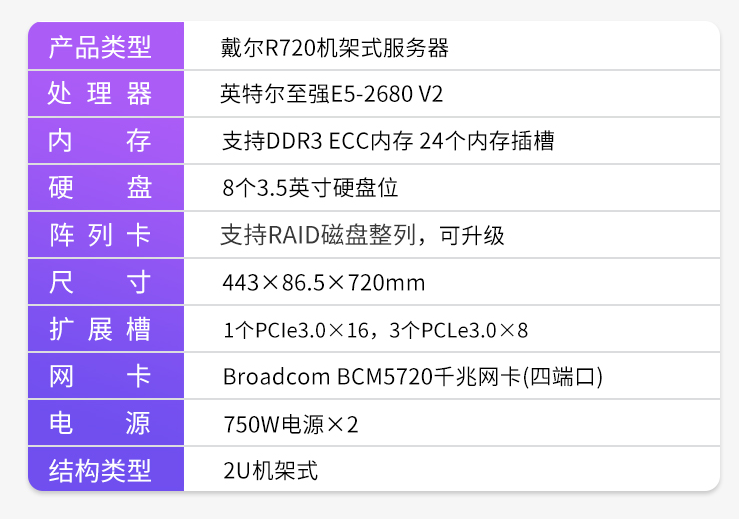 产品类型 戴尔R720机架式服务器
处理器 英特尔至强E5-2680 V2
内存 支持DDR3 ECC内存 24个内存插槽
硬盘 8个3.5英寸硬盘位
阵列卡 支持RAID磁盘整列，可升级
尺寸 443×86.5×720mm
扩展槽 1个PCIe3.0×16，3个PCLe3.0×8
网卡 Broadcom BCM5720千兆网卡(四端口)
电源 750W电源×2
结构类型 2U机架式